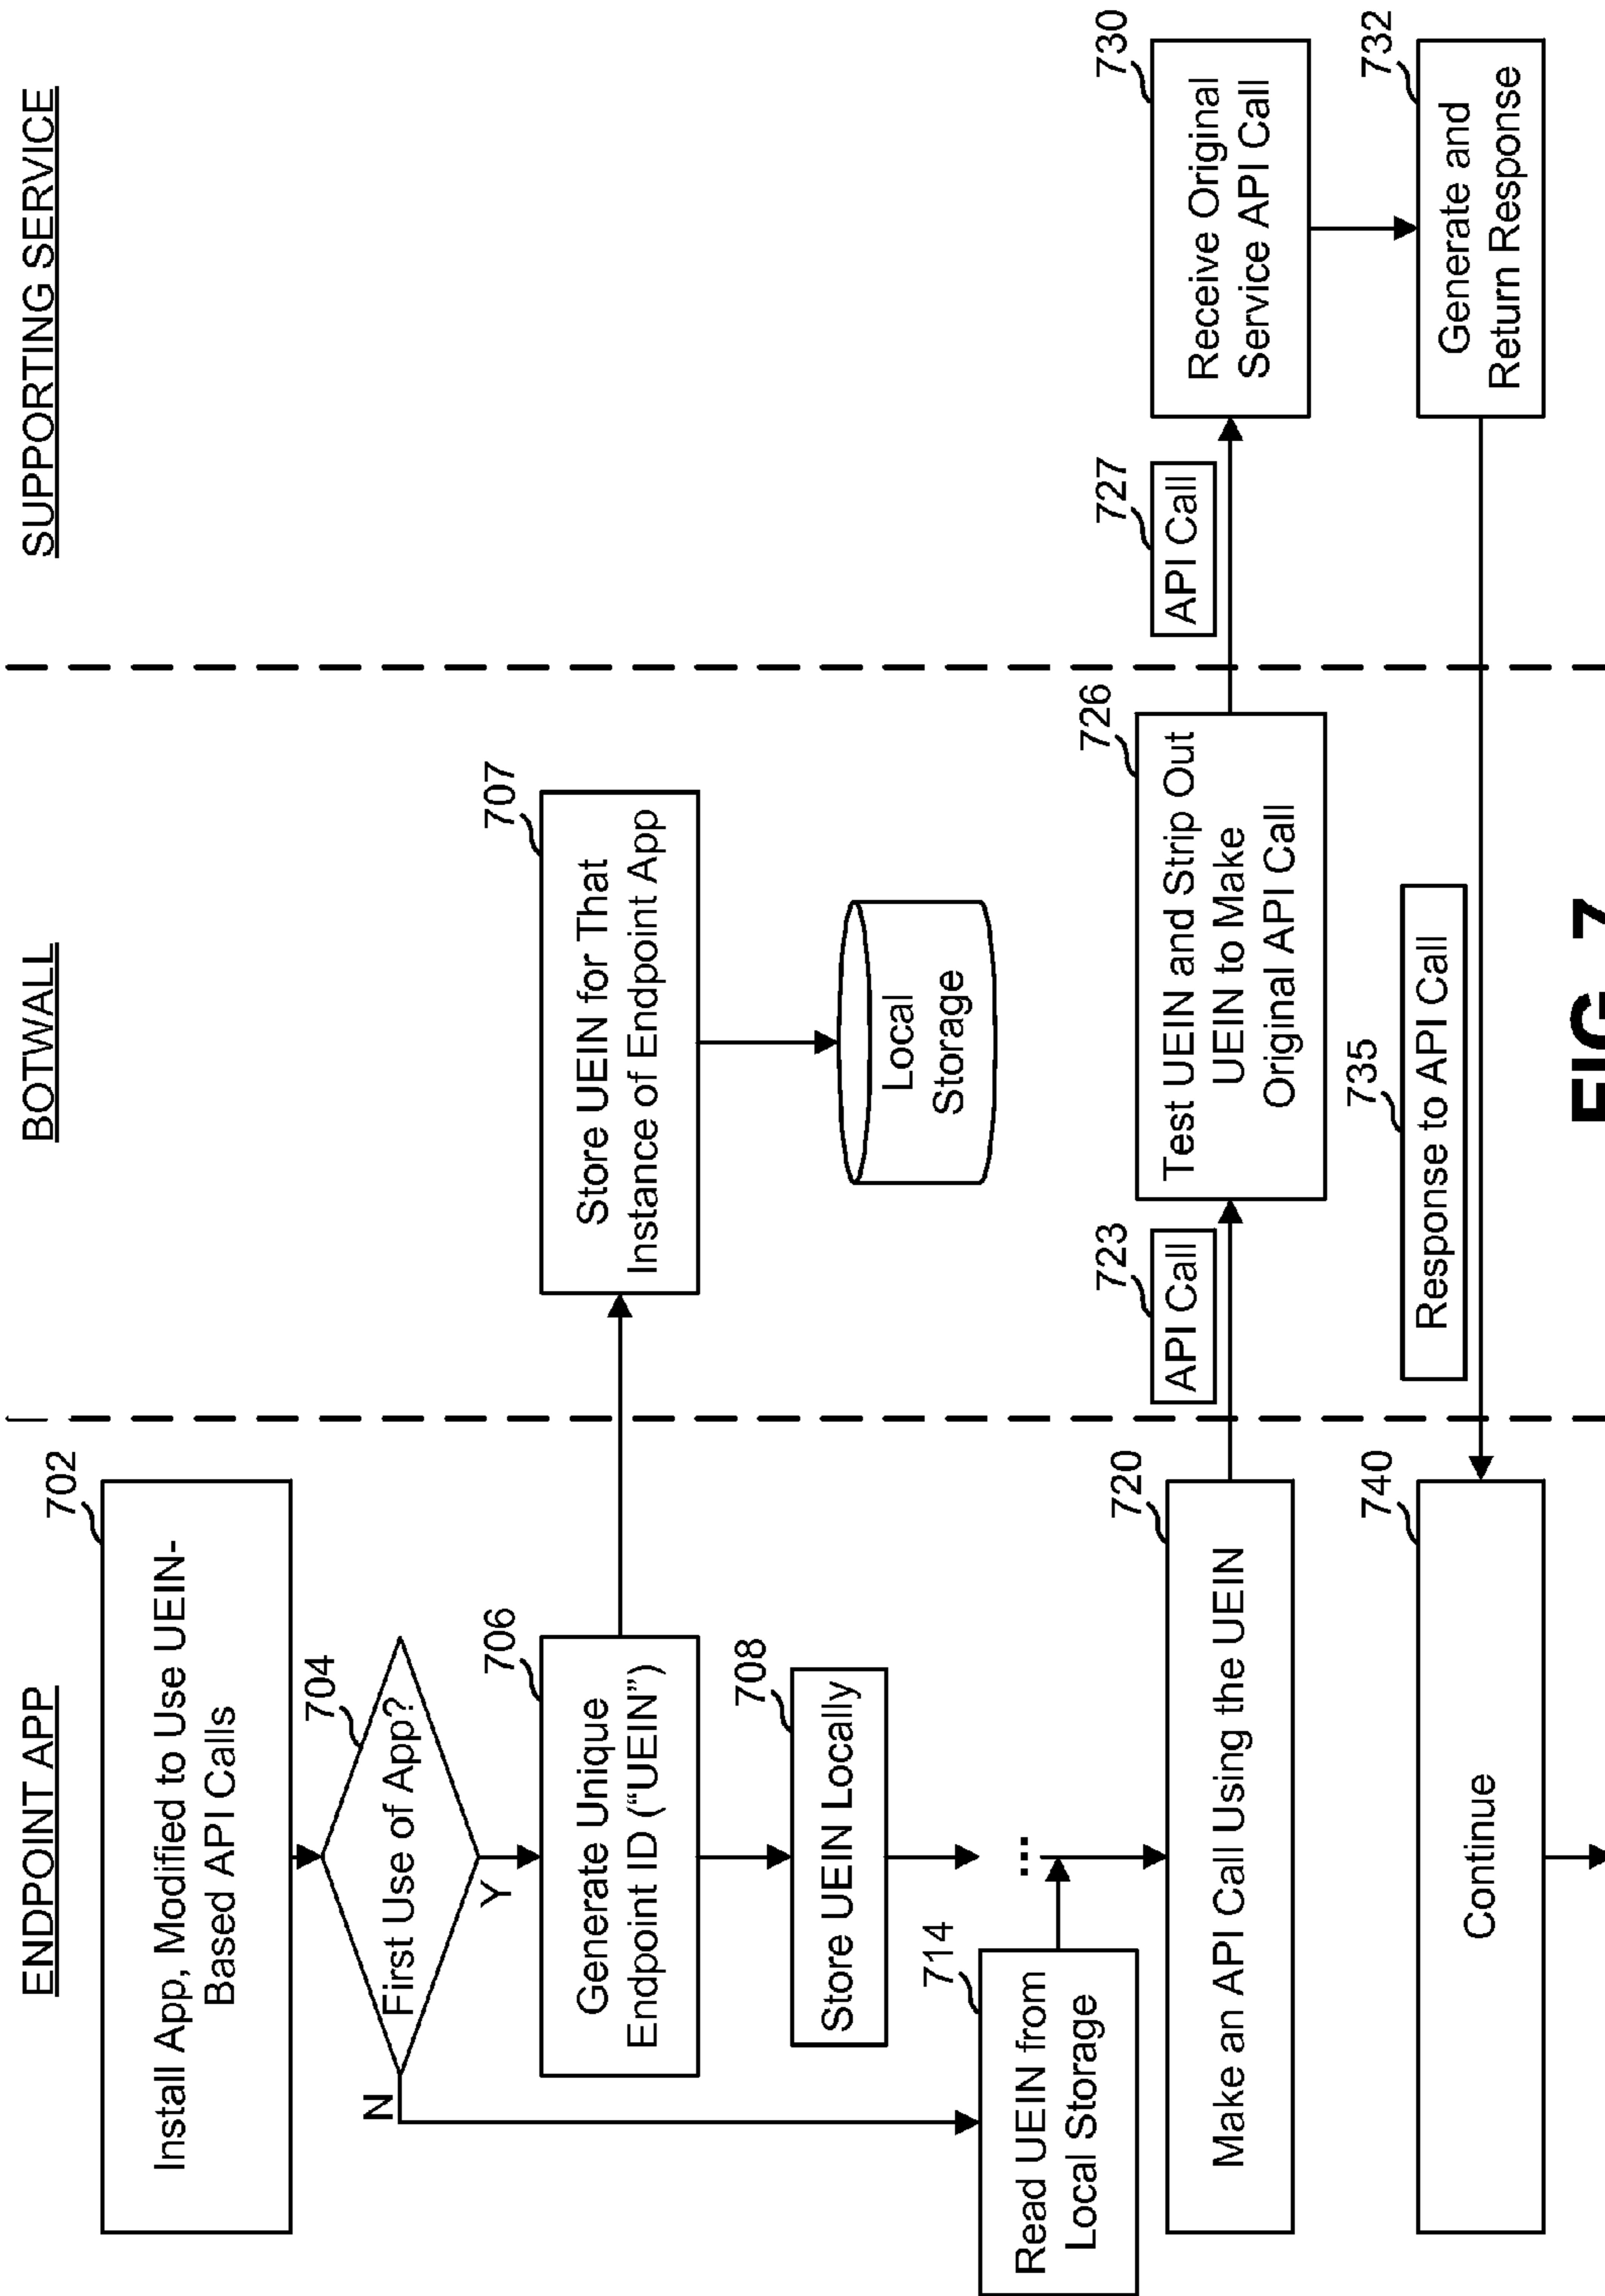 ENDPOINT APP
BOTWALL
SUPPORTING SERVICE
702
Install App, Modified to Use UEIN-
Based API Calls
704
First Use of App?
N
Y
706
Generate Unique
Endpoint ID (“UEIN”)
707
Store UEIN for That
Instance of Endpoint App
708
Store UEIN Locally
Local
Storage
...
714
Read UEIN from
Local Storage
720
Make an API Call Using the UEIN
723
API Call
726
Test UEIN and Strip Out
UEIN to Make
Original API Call
727
API Call
730
Receive Original
Service API Call
732
Generate and
Return Response
735
Response to API Call
740
Continue
FIG. 7